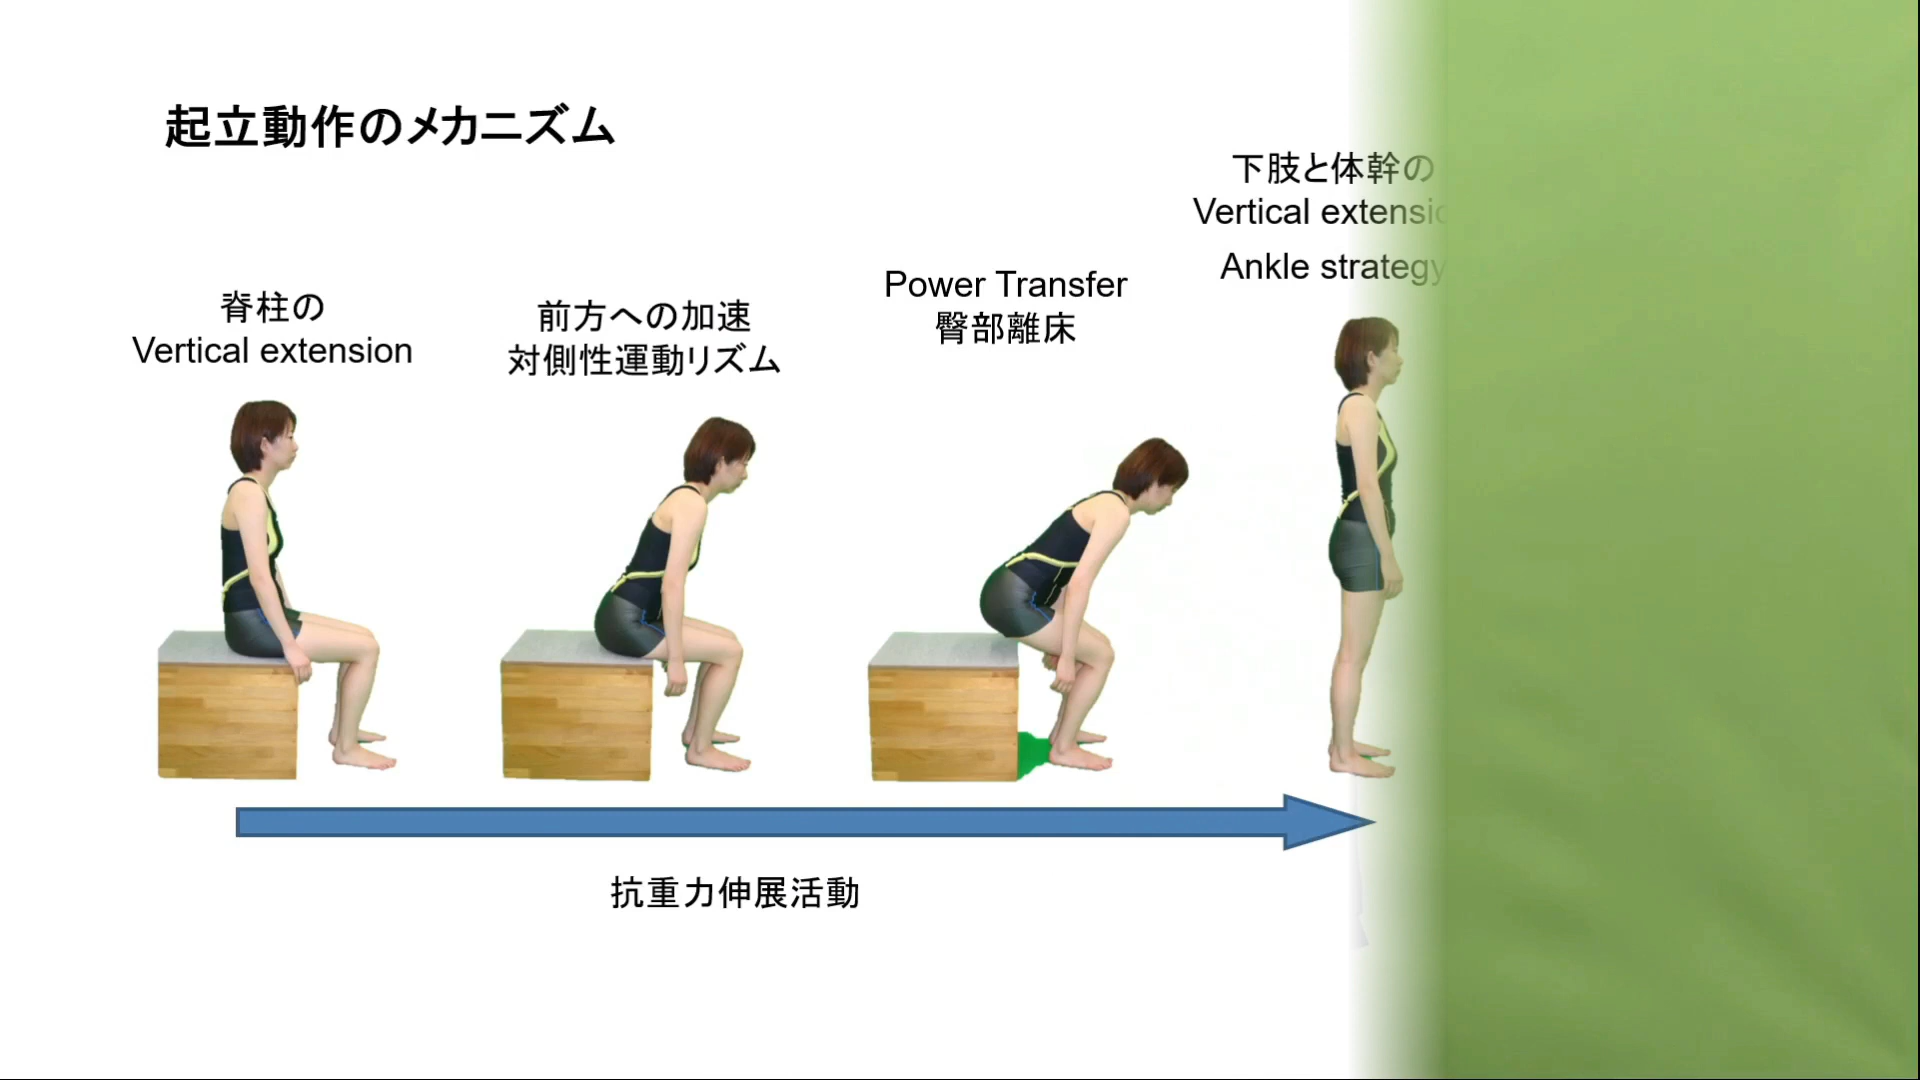 起立動作のメカニズム
脊柱の
Vertical extension
前方への加速
対側性運動リズム
Power Transfer
臀部離床
下肢と体幹の
Vertical extensio
Ankle strategy
抗重力伸展活動